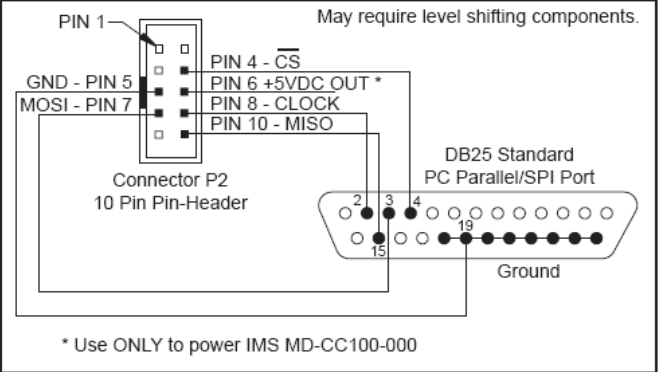 May require level shifting components.
PIN 1
PIN 4 - CS
GND - PIN 5
PIN 6 +5VDC OUT *
MOSI - PIN 7
PIN 8 - CLOCK
PIN 10 - MISO
Connector P2
10 Pin Pin-Header
DB25 Standard
PC Parallel/SPI Port
2 3 4
19
15
Ground
* Use ONLY to power IMS MD-CC100-000